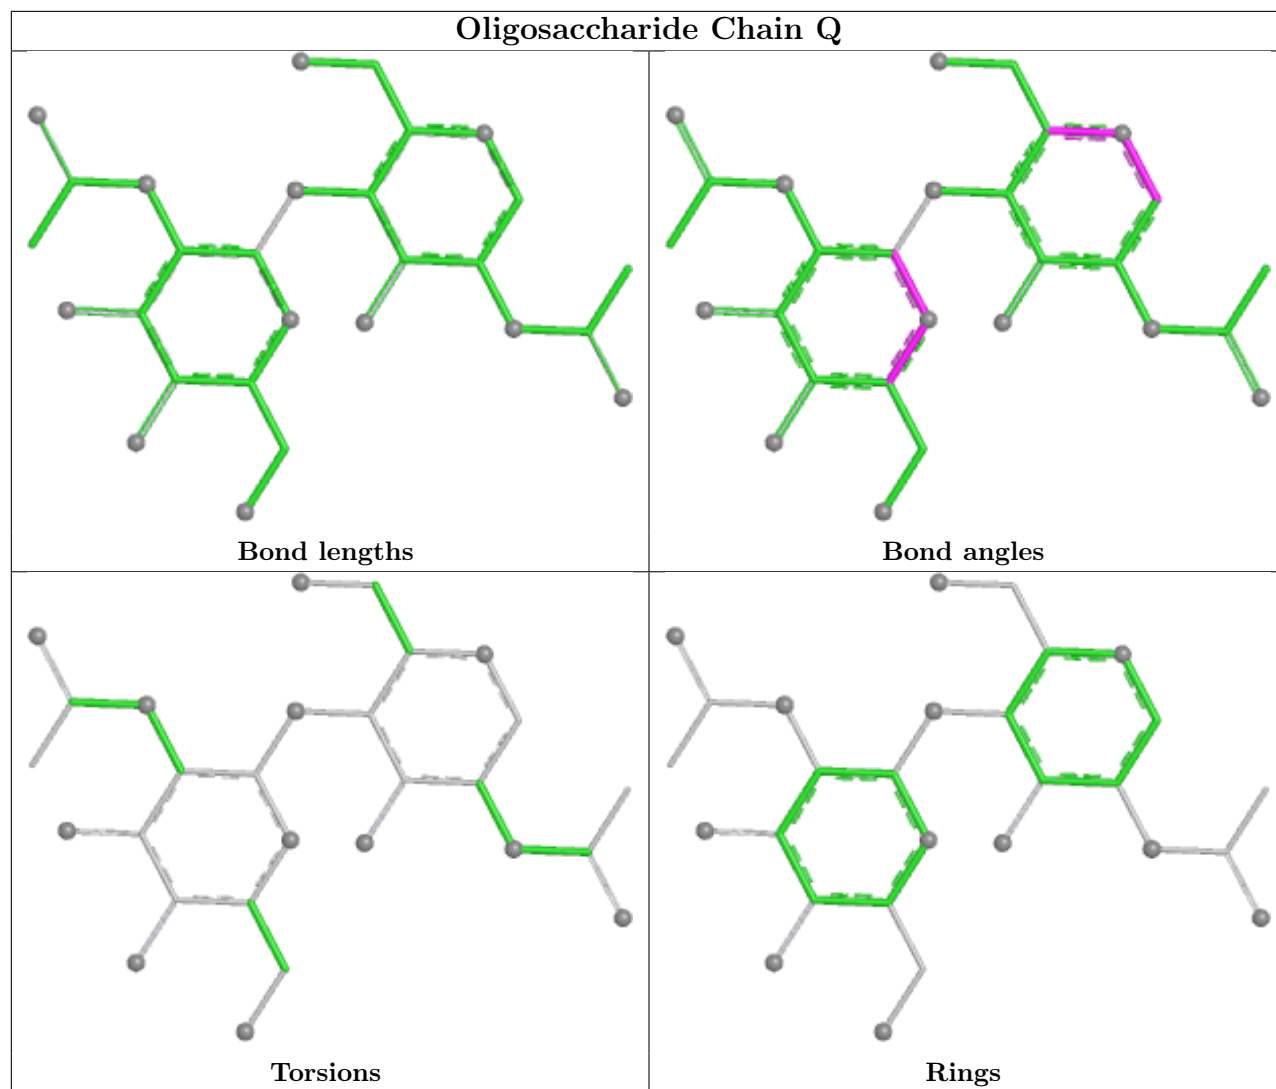 Oligosaccharide Chain Q
Bond lengths
Bond angles
Torsions
Rings